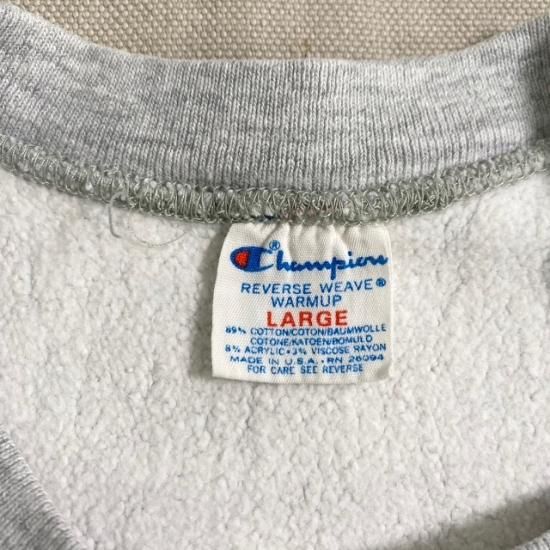 Champion®
REVERSE WEAVE®
WARMUP
LARGE
89% COTTON/COTON/BAUMWOLLE
COTONE/KATOEN/BOMULD
8% ACRYLIC • 3% VISCOSE RAYON
MADE IN U.S.A. • RN 26094
FOR CARE SEE REVERSE